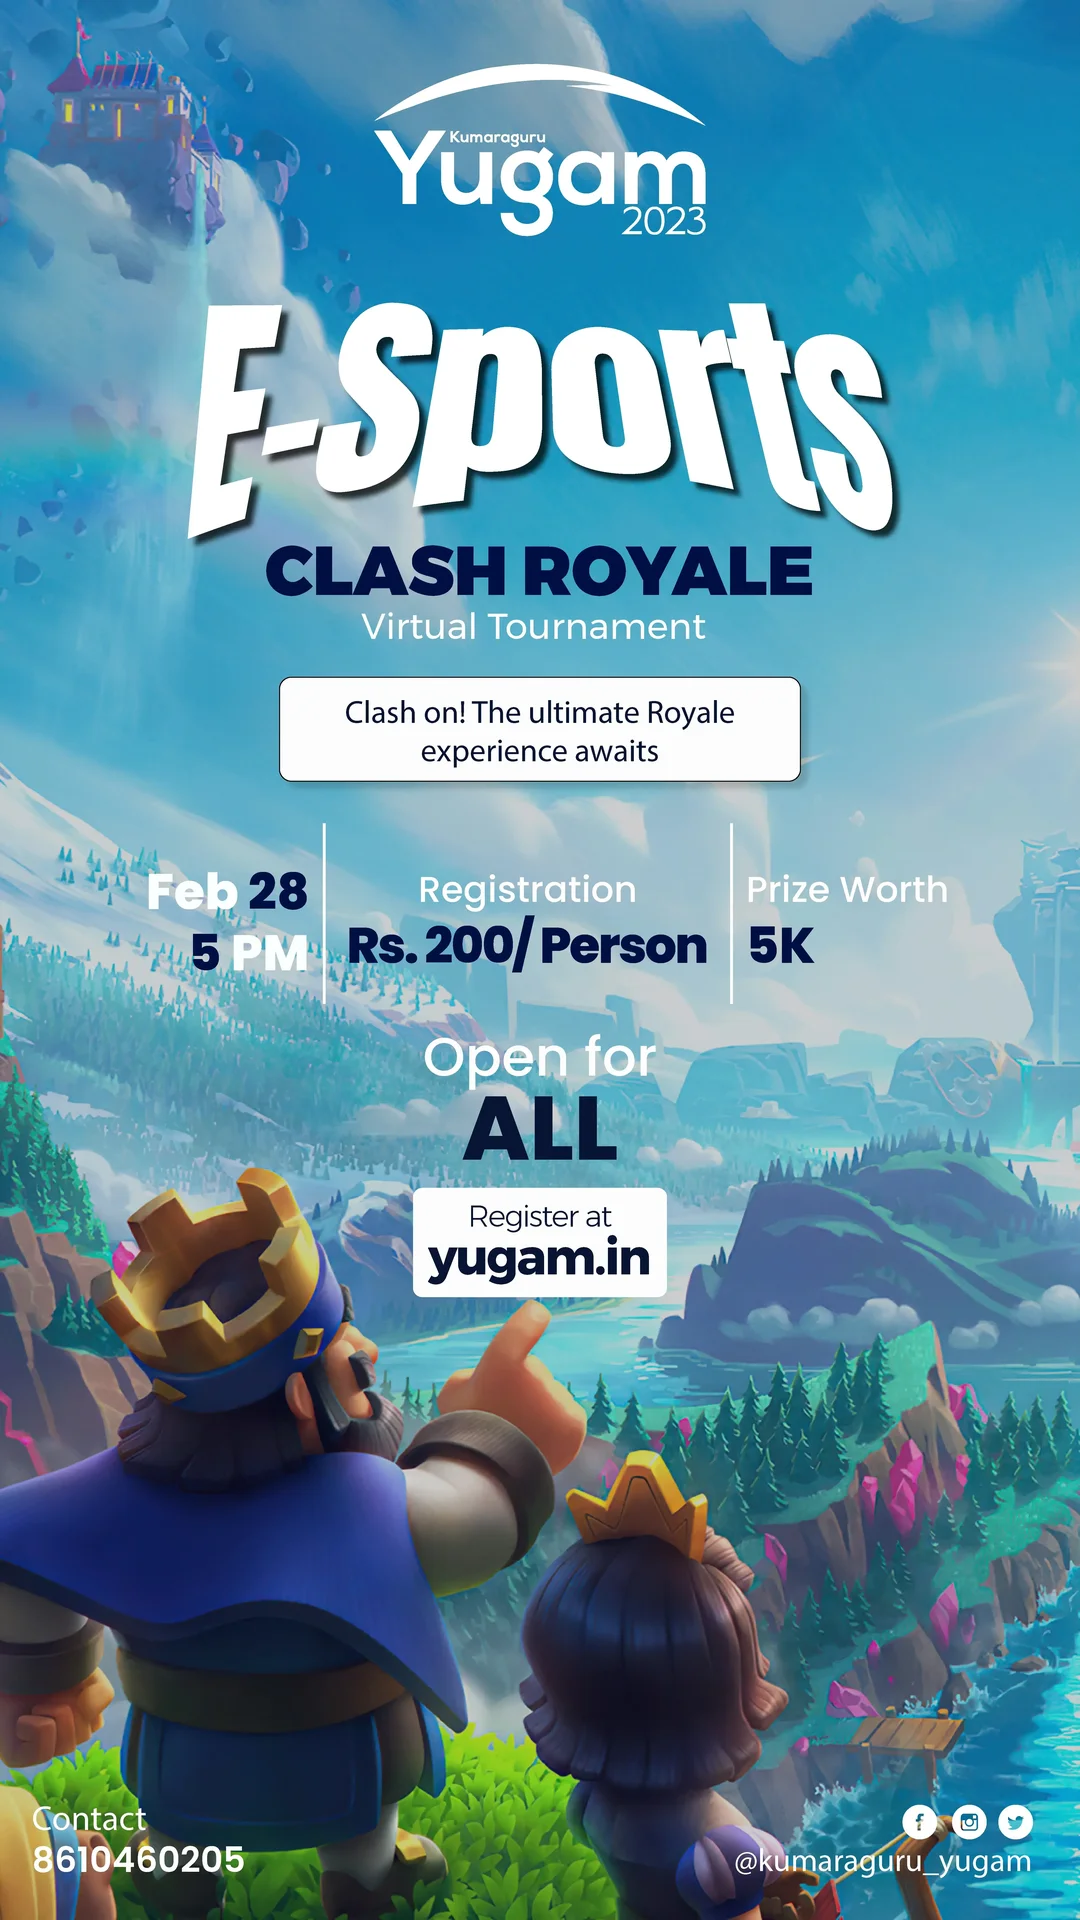 Kumaraguru
Yugam
2023
E-Sports
CLASH ROYALE
Virtual Tournament
Clash on! The ultimate Royale
experience awaits
Feb 28
5 PM
Registration
Rs. 200/ Person
Prize Worth
5K
Open for
ALL
Register at
yugam.in
Contact
8610460205
@kumaraguru_yugam